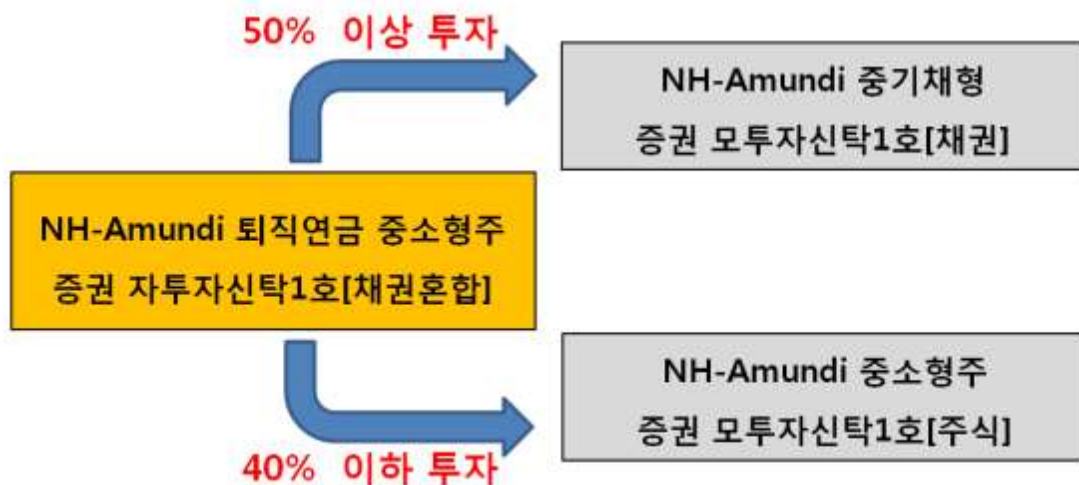 50% 이상 투자
NH-Amundi 중기채형
증권 모투자신탁1호[채권]
NH-Amundi 퇴직연금 중소형주
증권 자투자신탁1호[채권혼합]
NH-Amundi 중소형주
증권 모투자신탁1호[주식]
40% 이하 투자